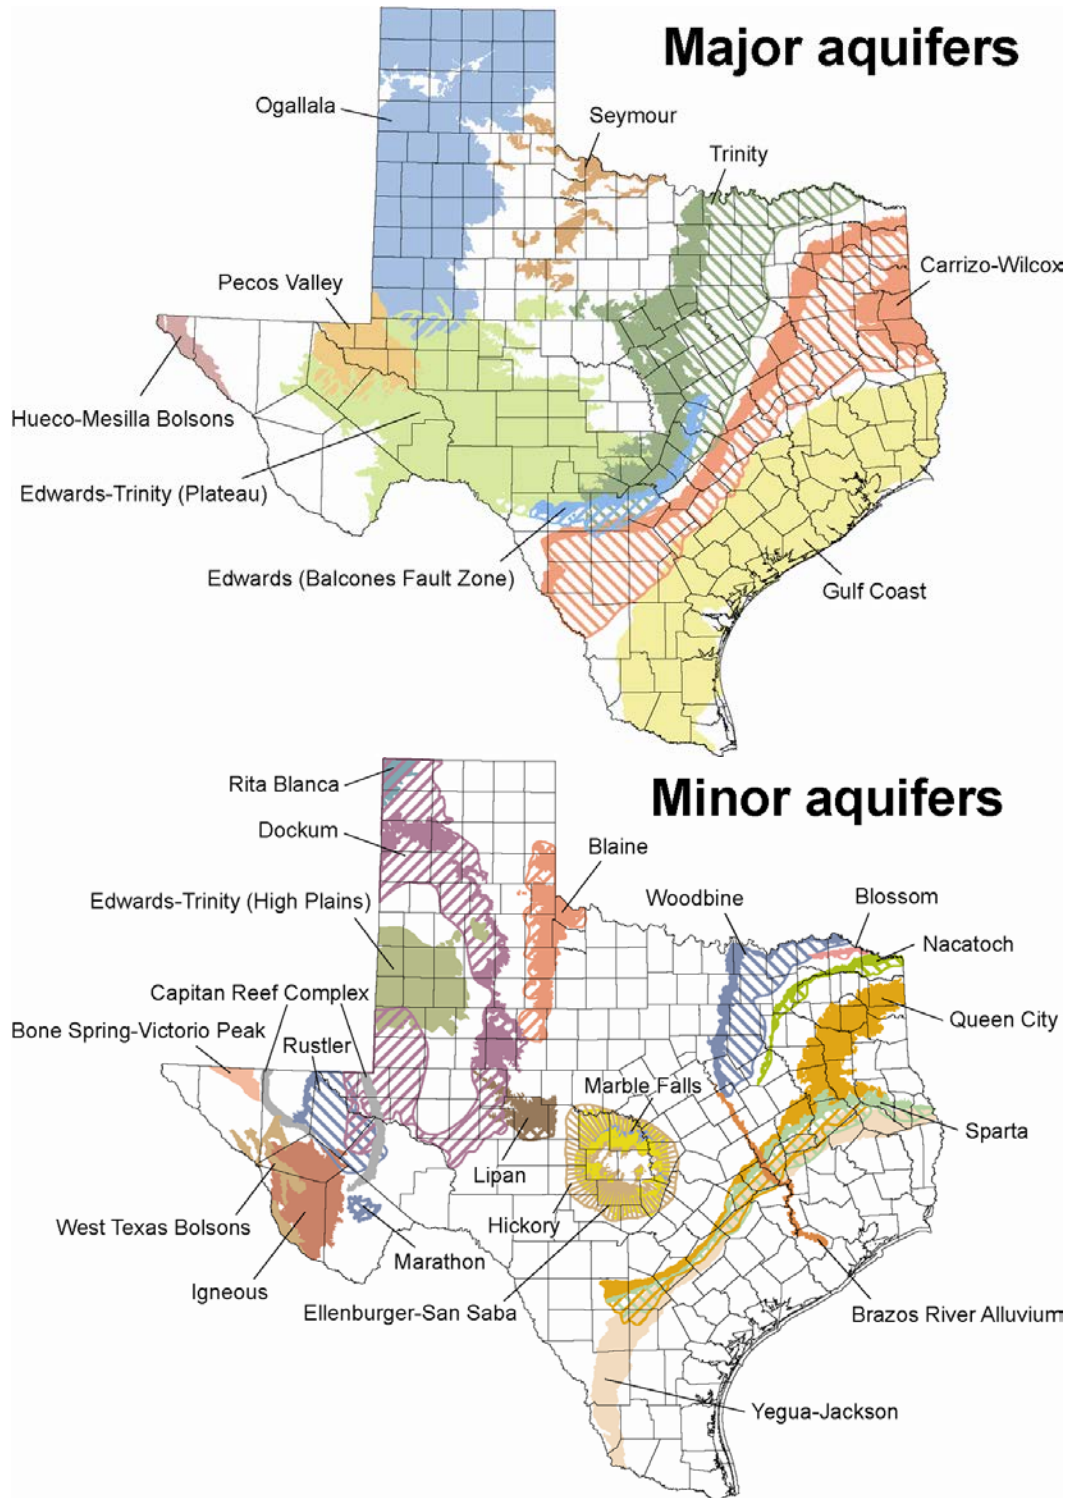 Major aquifers
Ogallala
Seymour
Trinity
Carrizo-Wilcox
Pecos Valley
Hueco-Mesilla Bolsons
Edwards-Trinity (Plateau)
Edwards (Balcones Fault Zone)
Gulf Coast
Minor aquifers
Rita Blanca
Dockum
Blaine
Woodbine
Blossom
Edwards-Trinity (High Plains)
Nacatoch
Capitan Reef Complex
Queen City
Bone Spring-Victorio Peak
Rustler
Marble Falls
Sparta
Lipan
West Texas Bolsons
Hickory
Marathon
Igneous
Ellenburger-San Saba
Brazos River Alluvium
Yegua-Jackson